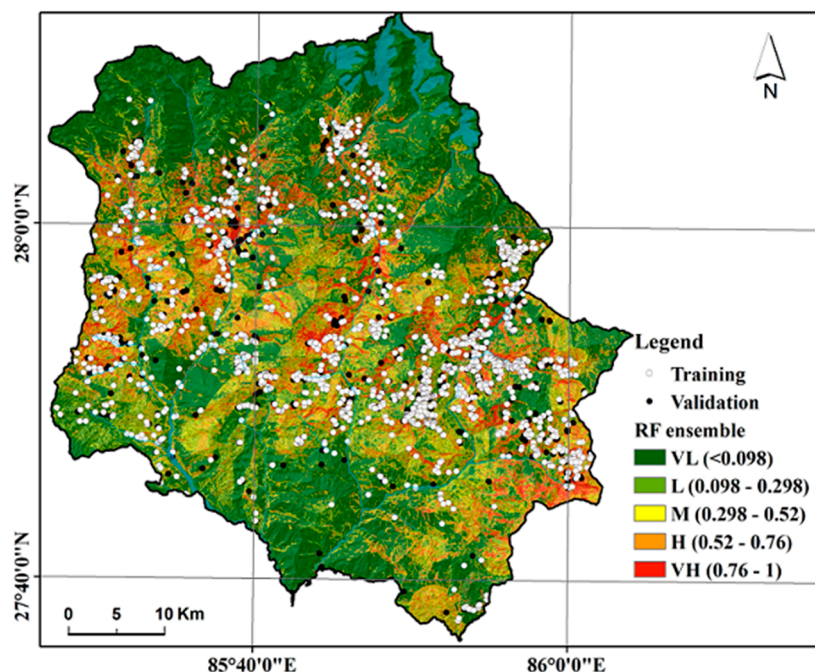 N
28°0'0"N
27°40'0"N
Legend
Training
Validation
RF ensemble
VL (<0.098)
L (0.098 - 0.298)
M (0.298 - 0.52)
H (0.52 - 0.76)
VH (0.76 - 1)
0 5 10 Km
85°40'0"E
86°0'0"E